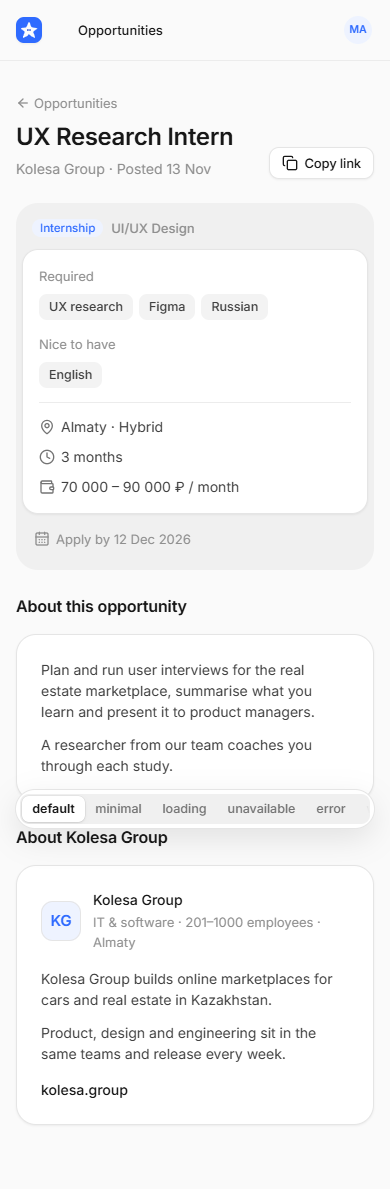 Opportunities
MA
Opportunities
UX Research Intern
Kolesa Group · Posted 13 Nov
Copy link
Internship
UI/UX Design
Required
UX research
Figma
Russian
Nice to have
English
Almaty · Hybrid
3 months
70 000 – 90 000 ₽ / month
Apply by 12 Dec 2026
About this opportunity
Plan and run user interviews for the real
estate marketplace, summarise what you
learn and present it to product managers.
A researcher from our team coaches you
through each study.
default
minimal
loading
unavailable
error
About Kolesa Group
KG
Kolesa Group
IT & software · 201–1000 employees ·
Almaty
Kolesa Group builds online marketplaces for
cars and real estate in Kazakhstan.
Product, design and engineering sit in the
same teams and release every week.
kolesa.group